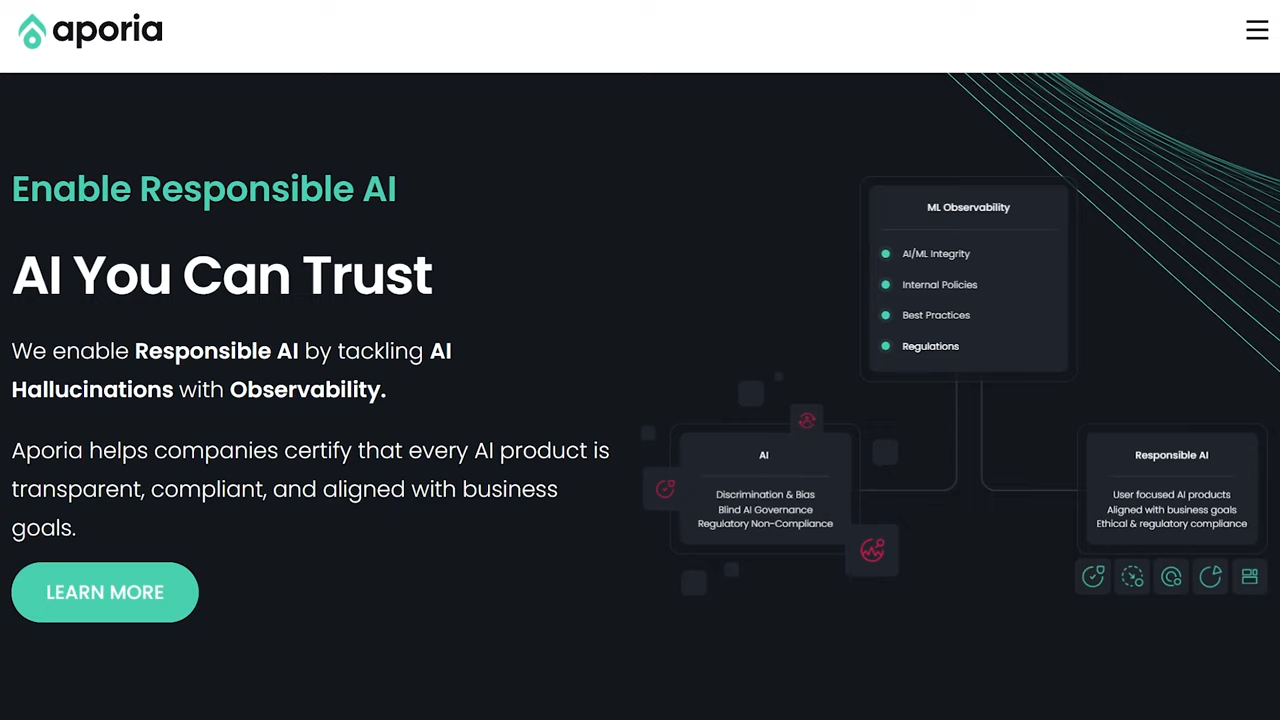 aporia
Enable Responsible AI
AI You Can Trust
We enable Responsible AI by tackling AI
Hallucinations with Observability.
Aporia helps companies certify that every AI product is
transparent, compliant, and aligned with business
goals.
LEARN MORE
ML Observability
AI/ML Integrity
Internal Policies
Best Practices
Regulations
AI
Discrimination & Bias
Blind AI Governance
Regulatory Non-Compliance
Responsible AI
User focused AI products
Aligned with business goals
Ethical & regulatory compliance